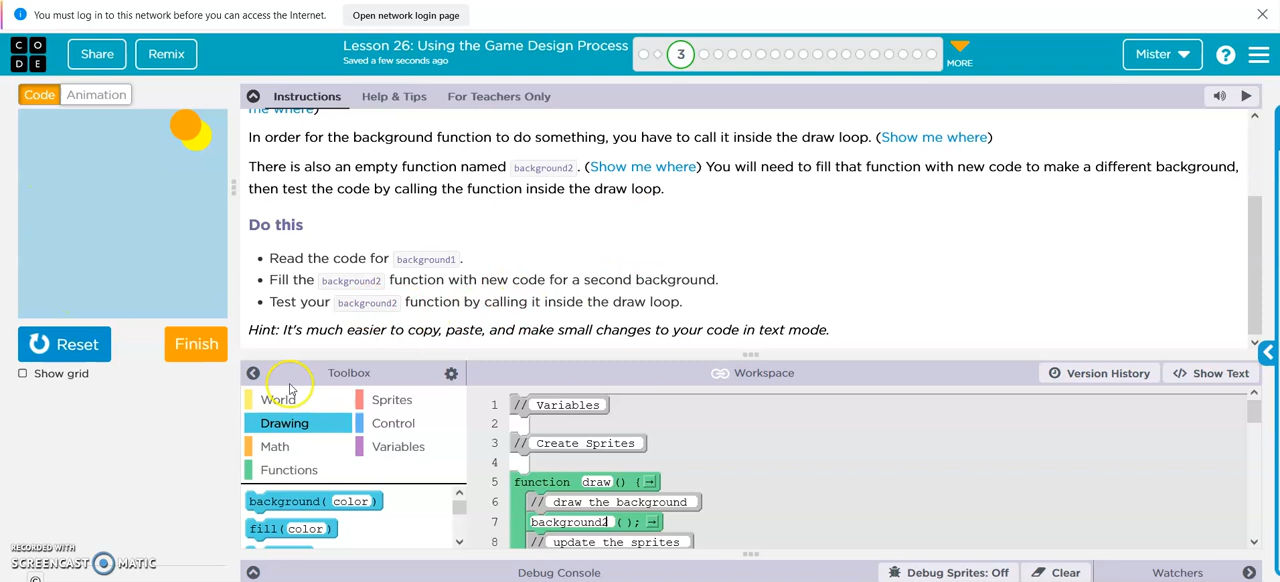 You must log in to this network before you can access the Internet.
Open network login page
C O
D E
Share
Remix
Lesson 26: Using the Game Design Process
Saved a few seconds ago
3
MORE
Mister
?
Code
Animation
Instructions
Help & Tips
For Teachers Only
me where)
In order for the background function to do something, you have to call it inside the draw loop. (Show me where)
There is also an empty function named background2. (Show me where) You will need to fill that function with new code to make a different background,
then test the code by calling the function inside the draw loop.
Do this
• Read the code for background1.
• Fill the background2 function with new code for a second background.
• Test your background2 function by calling it inside the draw loop.
Hint: It's much easier to copy, paste, and make small changes to your code in text mode.
Reset
Finish
Show grid
Toolbox
Workspace
Version History
</> Show Text
World
Sprites
Drawing
Control
Math
Variables
Functions
background( color )
fill( color )
1 // Variables
2
3 // Create Sprites
4
5 function draw() {
6 // draw the background
7 background2 ( );
8 // update the sprites
RECORDED WITH
SCREENCAST MATIC
Debug Console
Debug Sprites: Off
Clear
Watchers